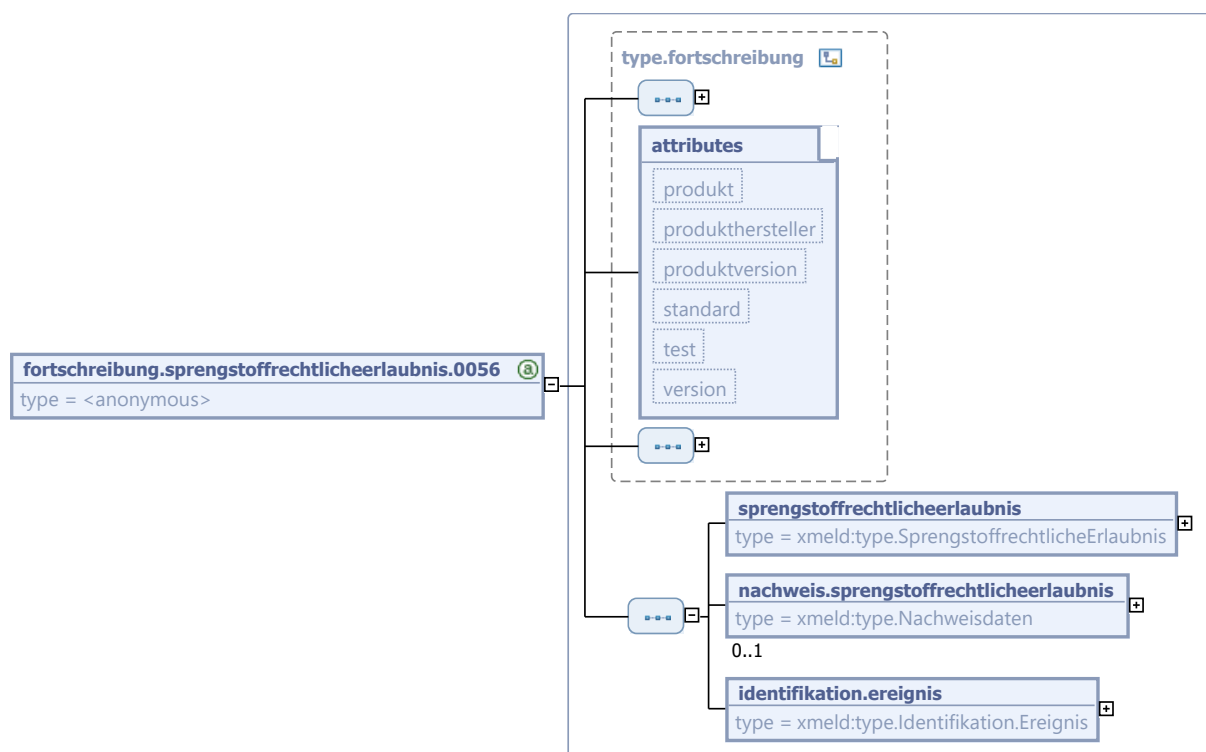 type.fortschreibung
attributes
produkt
produkthersteller
produktversion
standard
test
version
fortschreibung.sprengstoffrechtlicheerlaubnis.0056 a
type = <anonymous>
sprengstoffrechtlicheerlaubnis
type = xmeld:type.SprengstoffrechtlicheErlaubnis
nachweis.sprengstoffrechtlicheerlaubnis
type = xmeld:type.Nachweisdaten
0..1
identifikation.ereignis
type = xmeld:type.Identifikation.Ereignis